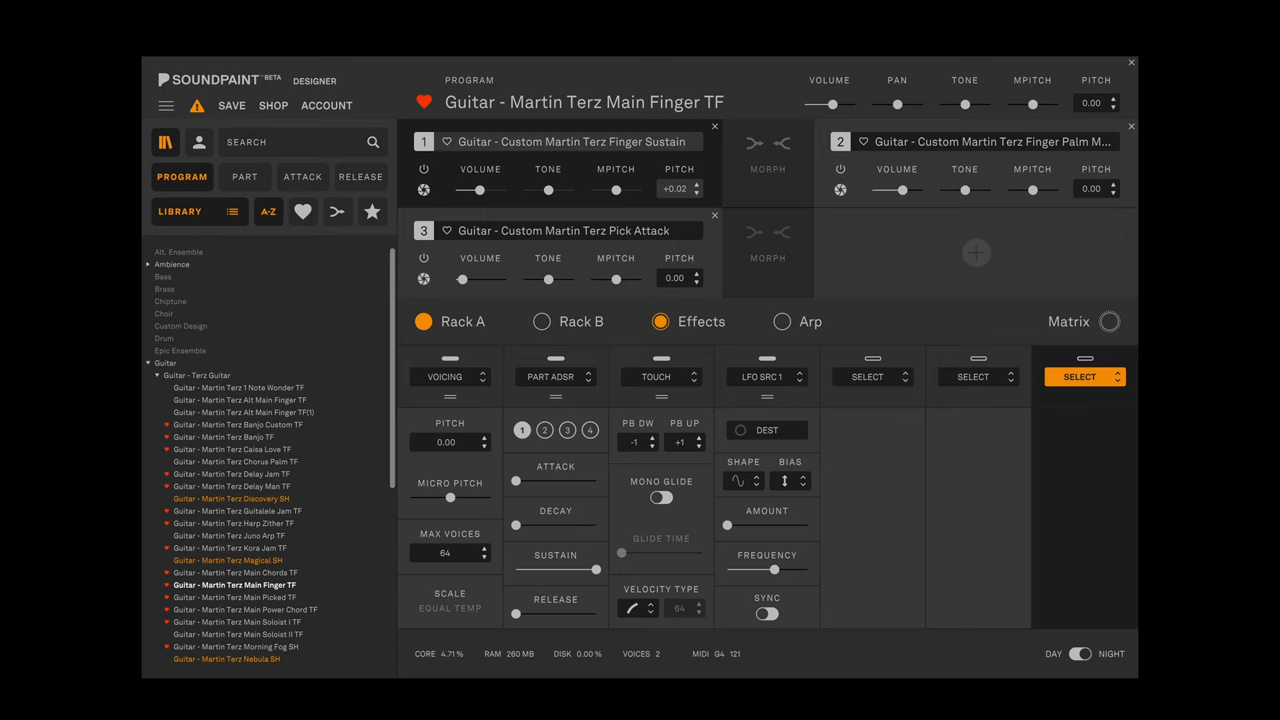 SOUNDPAINT™ BETA DESIGNER
SAVE SHOP ACCOUNT
PROGRAM
Guitar - Martin Terz Main Finger TF
VOLUME PAN TONE MPITCH PITCH
0.00
SEARCH
PROGRAM PART ATTACK RELEASE
LIBRARY A-Z
Alt. Ensemble
Ambience
Bass
Brass
Chiptune
Choir
Custom Design
Drum
Epic Ensemble
Guitar
Guitar - Terz Guitar
Guitar - Martin Terz 1 Note Wonder TF
Guitar - Martin Terz Alt Main Finger TF
Guitar - Martin Terz Alt Main Finger TF(1)
Guitar - Martin Terz Banjo Custom TF
Guitar - Martin Terz Banjo TF
Guitar - Martin Terz Caisa Love TF
Guitar - Martin Terz Chorus Palm TF
Guitar - Martin Terz Delay Jam TF
Guitar - Martin Terz Delay Man TF
Guitar - Martin Terz Discovery SH
Guitar - Martin Terz Guitalele Jam TF
Guitar - Martin Terz Harp Zither TF
Guitar - Martin Terz Juno Arp TF
Guitar - Martin Terz Kora Jam TF
Guitar - Martin Terz Magical SH
Guitar - Martin Terz Main Chords TF
Guitar - Martin Terz Main Finger TF
Guitar - Martin Terz Main Picked TF
Guitar - Martin Terz Main Power Chord TF
Guitar - Martin Terz Main Soloist I TF
Guitar - Martin Terz Main Soloist II TF
Guitar - Martin Terz Morning Fog SH
Guitar - Martin Terz Nebula SH
1 Guitar - Custom Martin Terz Finger Sustain
VOLUME TONE MPITCH PITCH
+0.02
MORPH
2 Guitar - Custom Martin Terz Finger Palm M...
VOLUME TONE MPITCH PITCH
0.00
3 Guitar - Custom Martin Terz Pick Attack
VOLUME TONE MPITCH PITCH
0.00
MORPH
Rack A Rack B Effects Arp Matrix
VOICING PART ADSR TOUCH LFO SRC 1 SELECT SELECT SELECT
PITCH
0.00
MICRO PITCH
MAX VOICES
64
SCALE
EQUAL TEMP
1 2 3 4
ATTACK
DECAY
SUSTAIN
RELEASE
PB DW PB UP
-1 +1
MONO GLIDE
GLIDE TIME
VELOCITY TYPE
64
DEST
SHAPE BIAS
AMOUNT
FREQUENCY
SYNC
CORE 4.71 % RAM 260 MB DISK 0.00 % VOICES 2 MIDI G4 121
DAY NIGHT